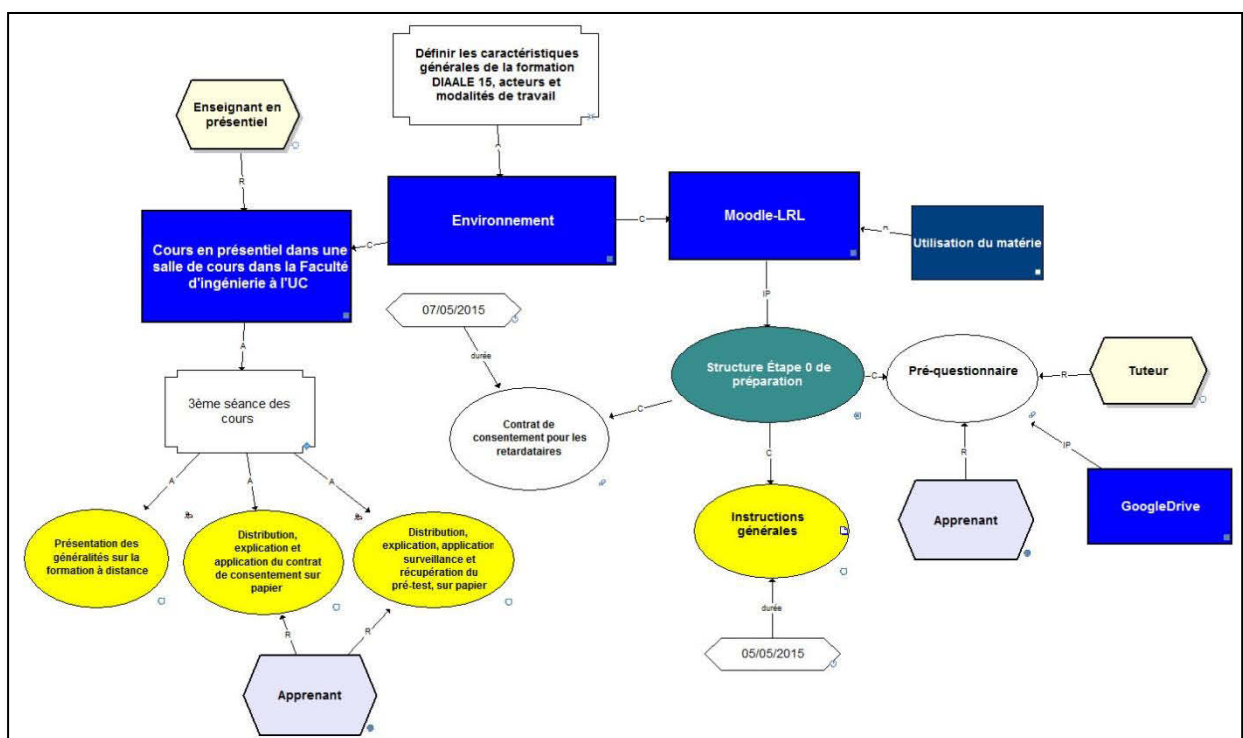 Définir les caractéristiques
générales de la formation
DIAALE 15, acteurs et
modalités de travail
Enseignant en
présentiel
R
Environnement
C
C
Moodle-LRL
Utilisation du matérie
Cours en présentiel dans une
salle de cours dans la Faculté
d'ingénierie à l'UC
A
IP
07/05/2015
durée
Structure Étape 0 de
préparation
C
Pré-questionnaire
R
Tuteur
3ème séance des
cours
C
Contrat de
consentement pour les
retardataires
C
R
IP
A
A
A
Apprenant
GoogleDrive
Instructions
générales
Présentation des
généralités sur la
formation à distance
Distribution,
explication et
application du contrat
de consentement sur
papier
Distribution,
explication, application
surveillance et
récupération du
pré-test, sur papier
durée
R
R
05/05/2015
Apprenant